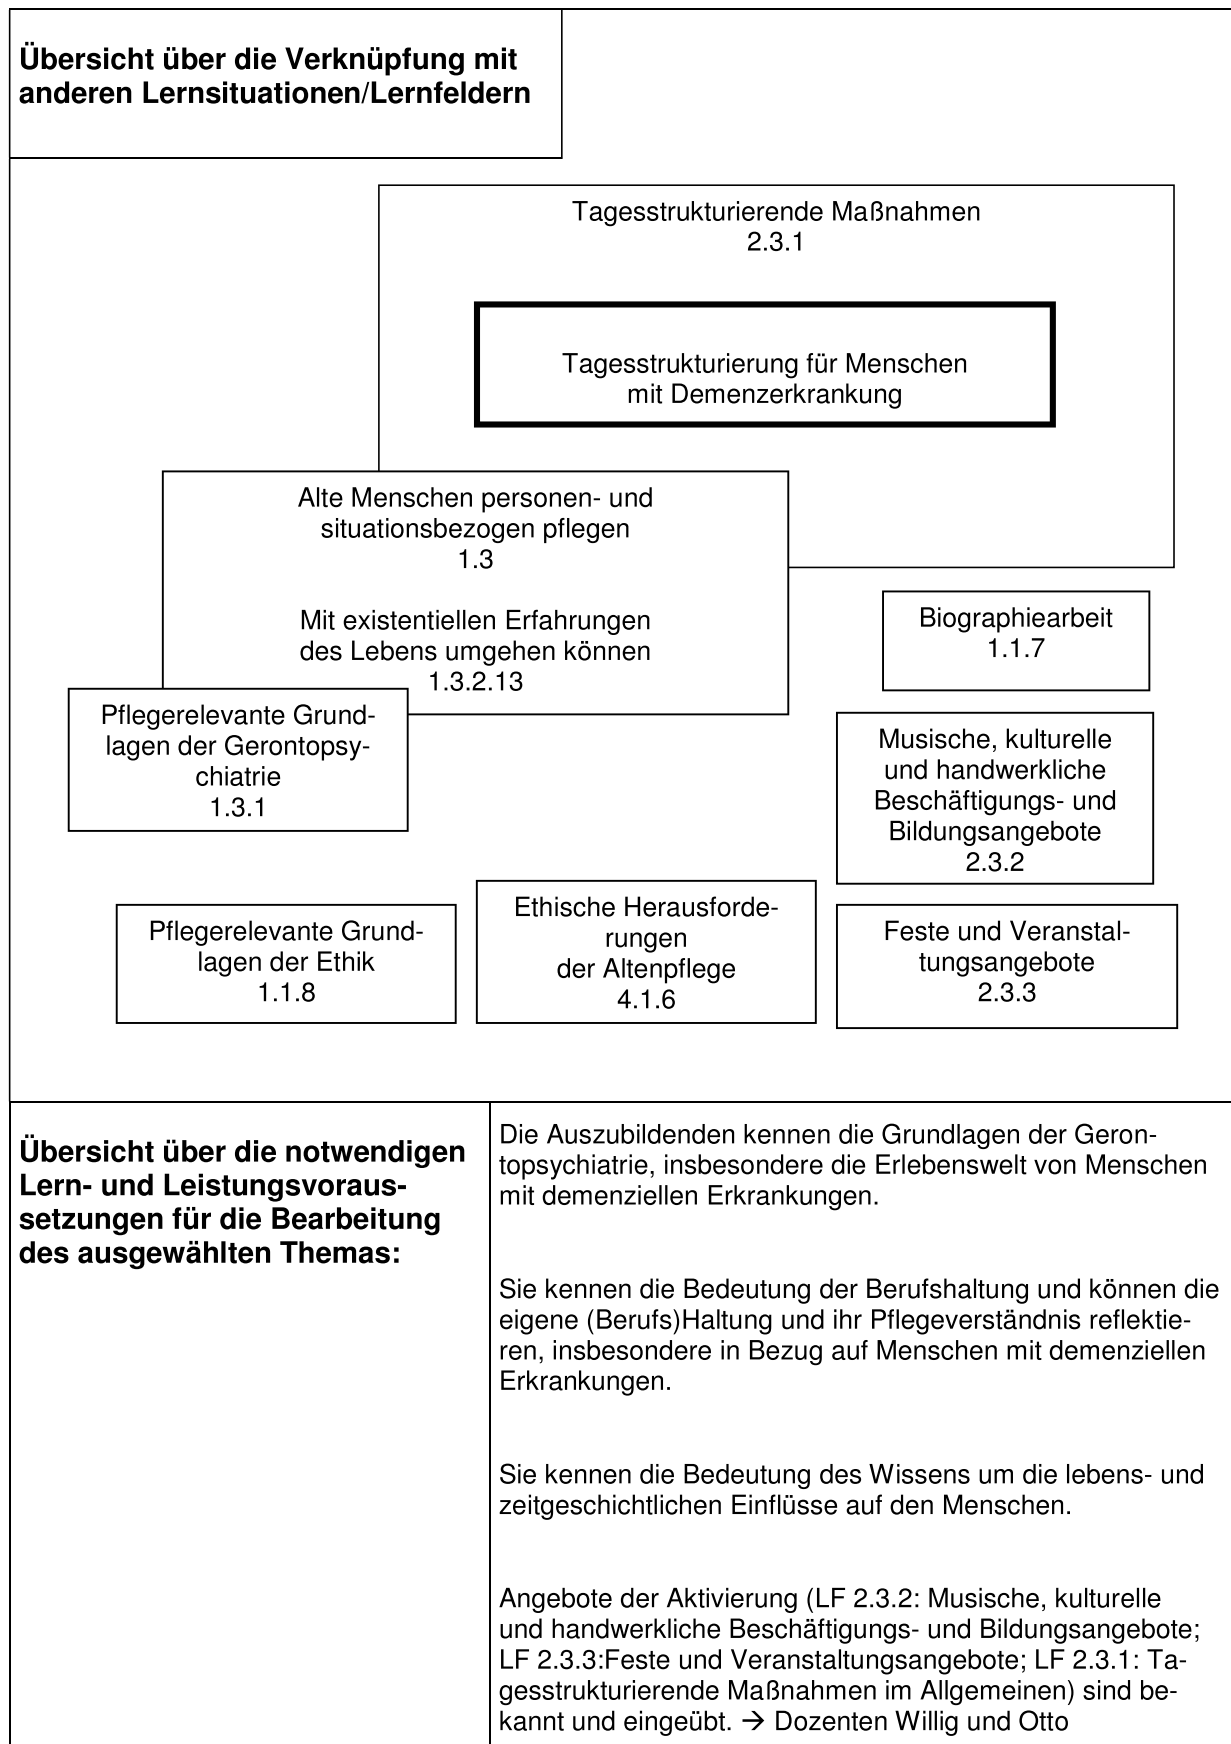 Übersicht über die Verknüpfung mit
anderen Lernsituationen/Lernfeldern
Tagesstrukturierende Maßnahmen
2.3.1
Tagesstrukturierung für Menschen
mit Demenzerkrankung
Alte Menschen personen- und
situationsbezogen pflegen
1.3
Mit existentiellen Erfahrungen
des Lebens umgehen können
1.3.2.13
Biographiearbeit
1.1.7
Pflegerelevante Grund-
lagen der Gerontopsy-
chiatrie
1.3.1
Musische, kulturelle
und handwerkliche
Beschäftigungs- und
Bildungsangebote
2.3.2
Pflegerelevante Grund-
lagen der Ethik
1.1.8
Ethische Herausforde-
rungen
der Altenpflege
4.1.6
Feste und Veranstal-
tungsangebote
2.3.3
Übersicht über die notwendigen
Lern- und Leistungsvoraus-
setzungen für die Bearbeitung
des ausgewählten Themas:
Die Auszubildenden kennen die Grundlagen der Geron-
topsychiatrie, insbesondere die Erlebenswelt von Menschen
mit demenziellen Erkrankungen.
Sie kennen die Bedeutung der Berufshaltung und können die
eigene (Berufs)Haltung und ihr Pflegeverständnis reflektie-
ren, insbesondere in Bezug auf Menschen mit demenziellen
Erkrankungen.
Sie kennen die Bedeutung des Wissens um die lebens- und
zeitgeschichtlichen Einflüsse auf den Menschen.
Angebote der Aktivierung (LF 2.3.2: Musische, kulturelle
und handwerkliche Beschäftigungs- und Bildungsangebote;
LF 2.3.3:Feste und Veranstaltungsangebote; LF 2.3.1: Ta-
gesstrukturierende Maßnahmen im Allgemeinen) sind be-
kannt und eingeübt. → Dozenten Willig und Otto